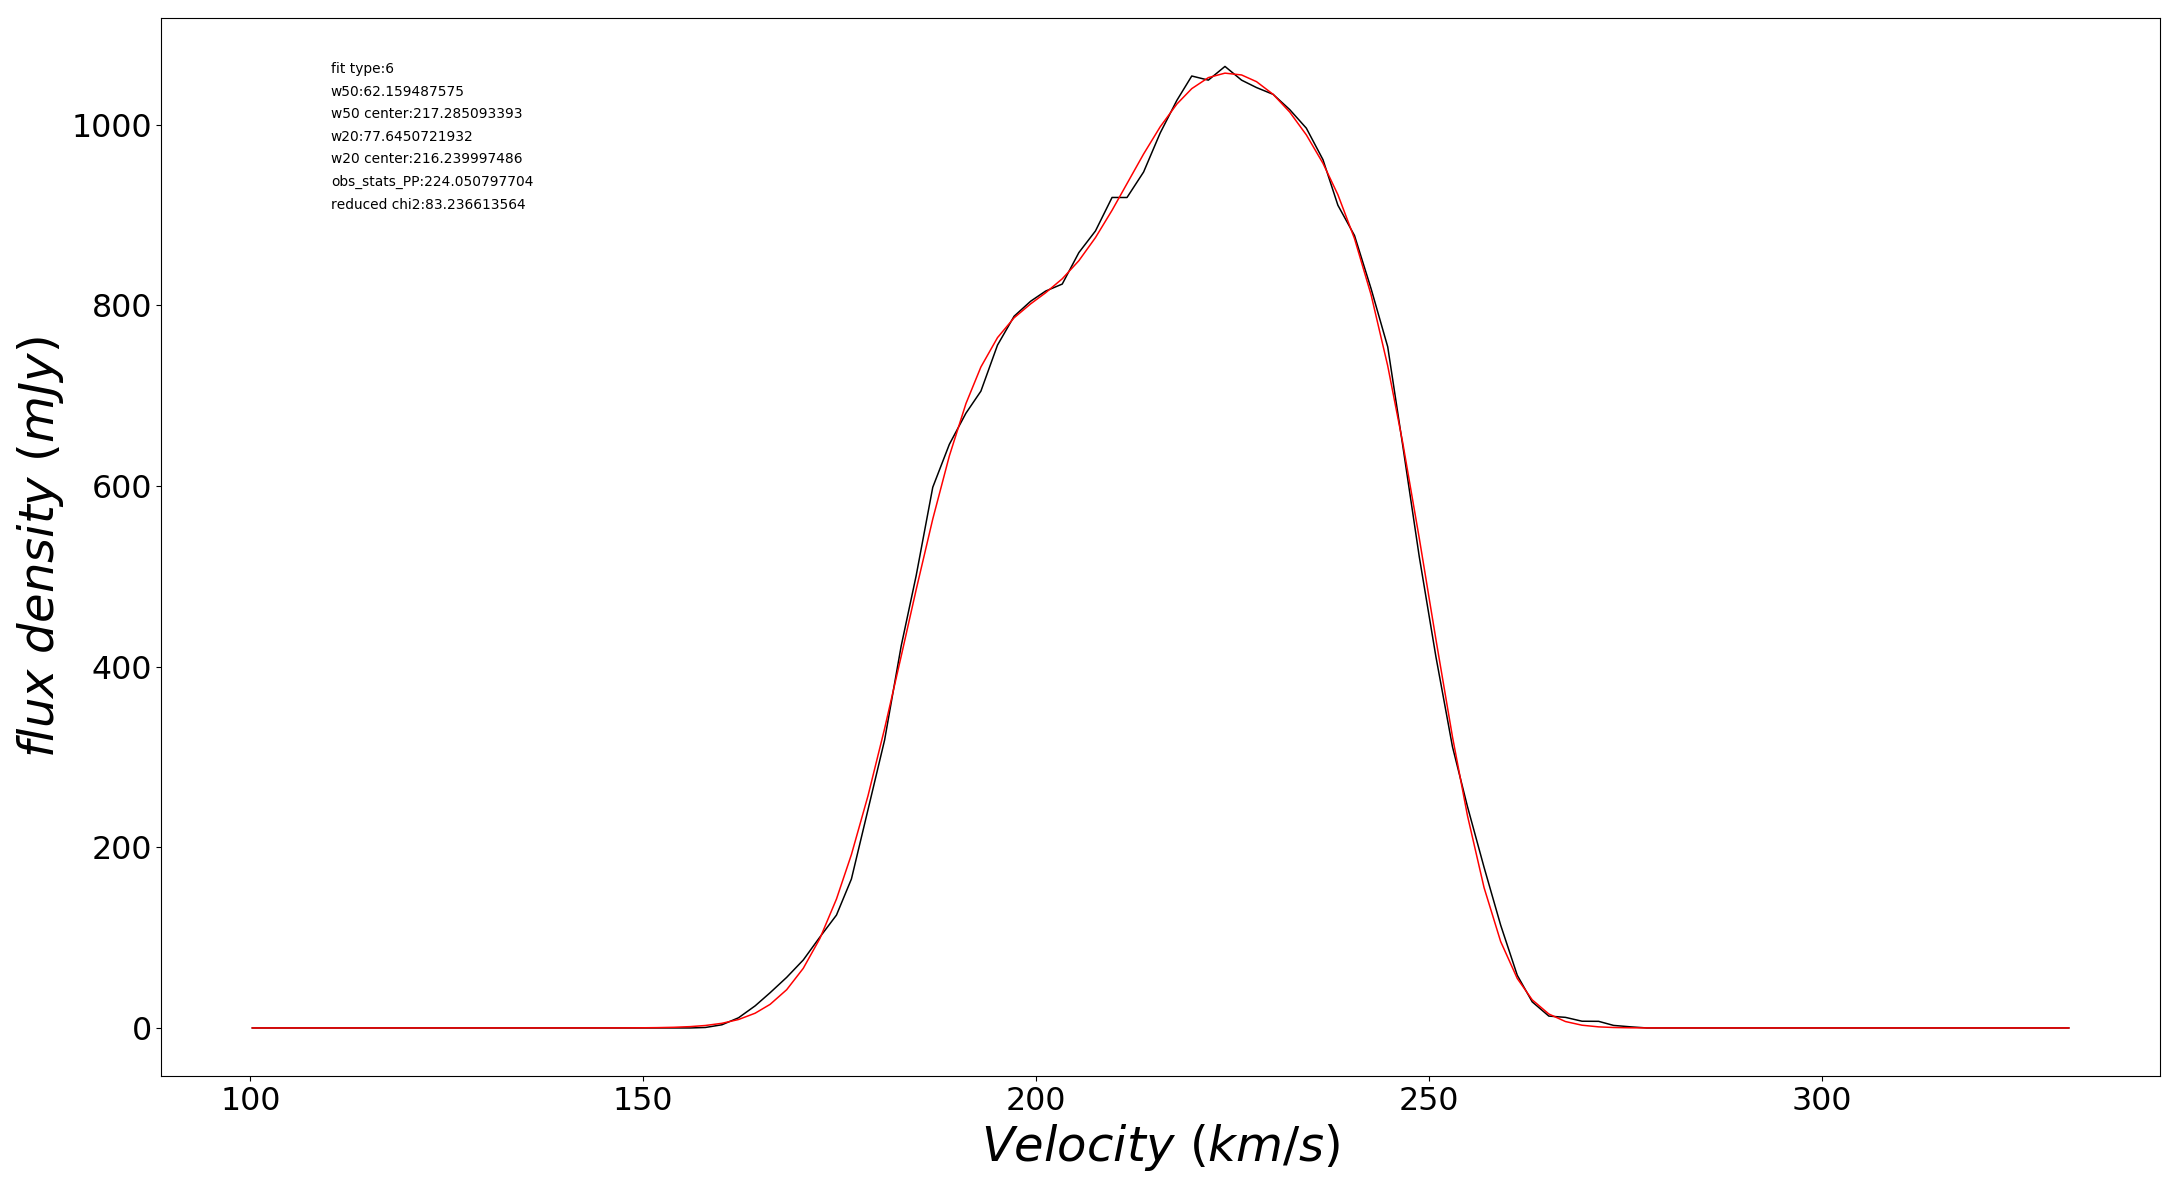 fit type:6
w50:62.159487575
w50 center:217.285093393
w20:77.6450721932
w20 center:216.239997486
obs_stats_PP:224.050797704
reduced chi2:83.236613564
flux density (mJy)
1000
800
600
400
200
0
100 150 200 250 300
Velocity (km/s)